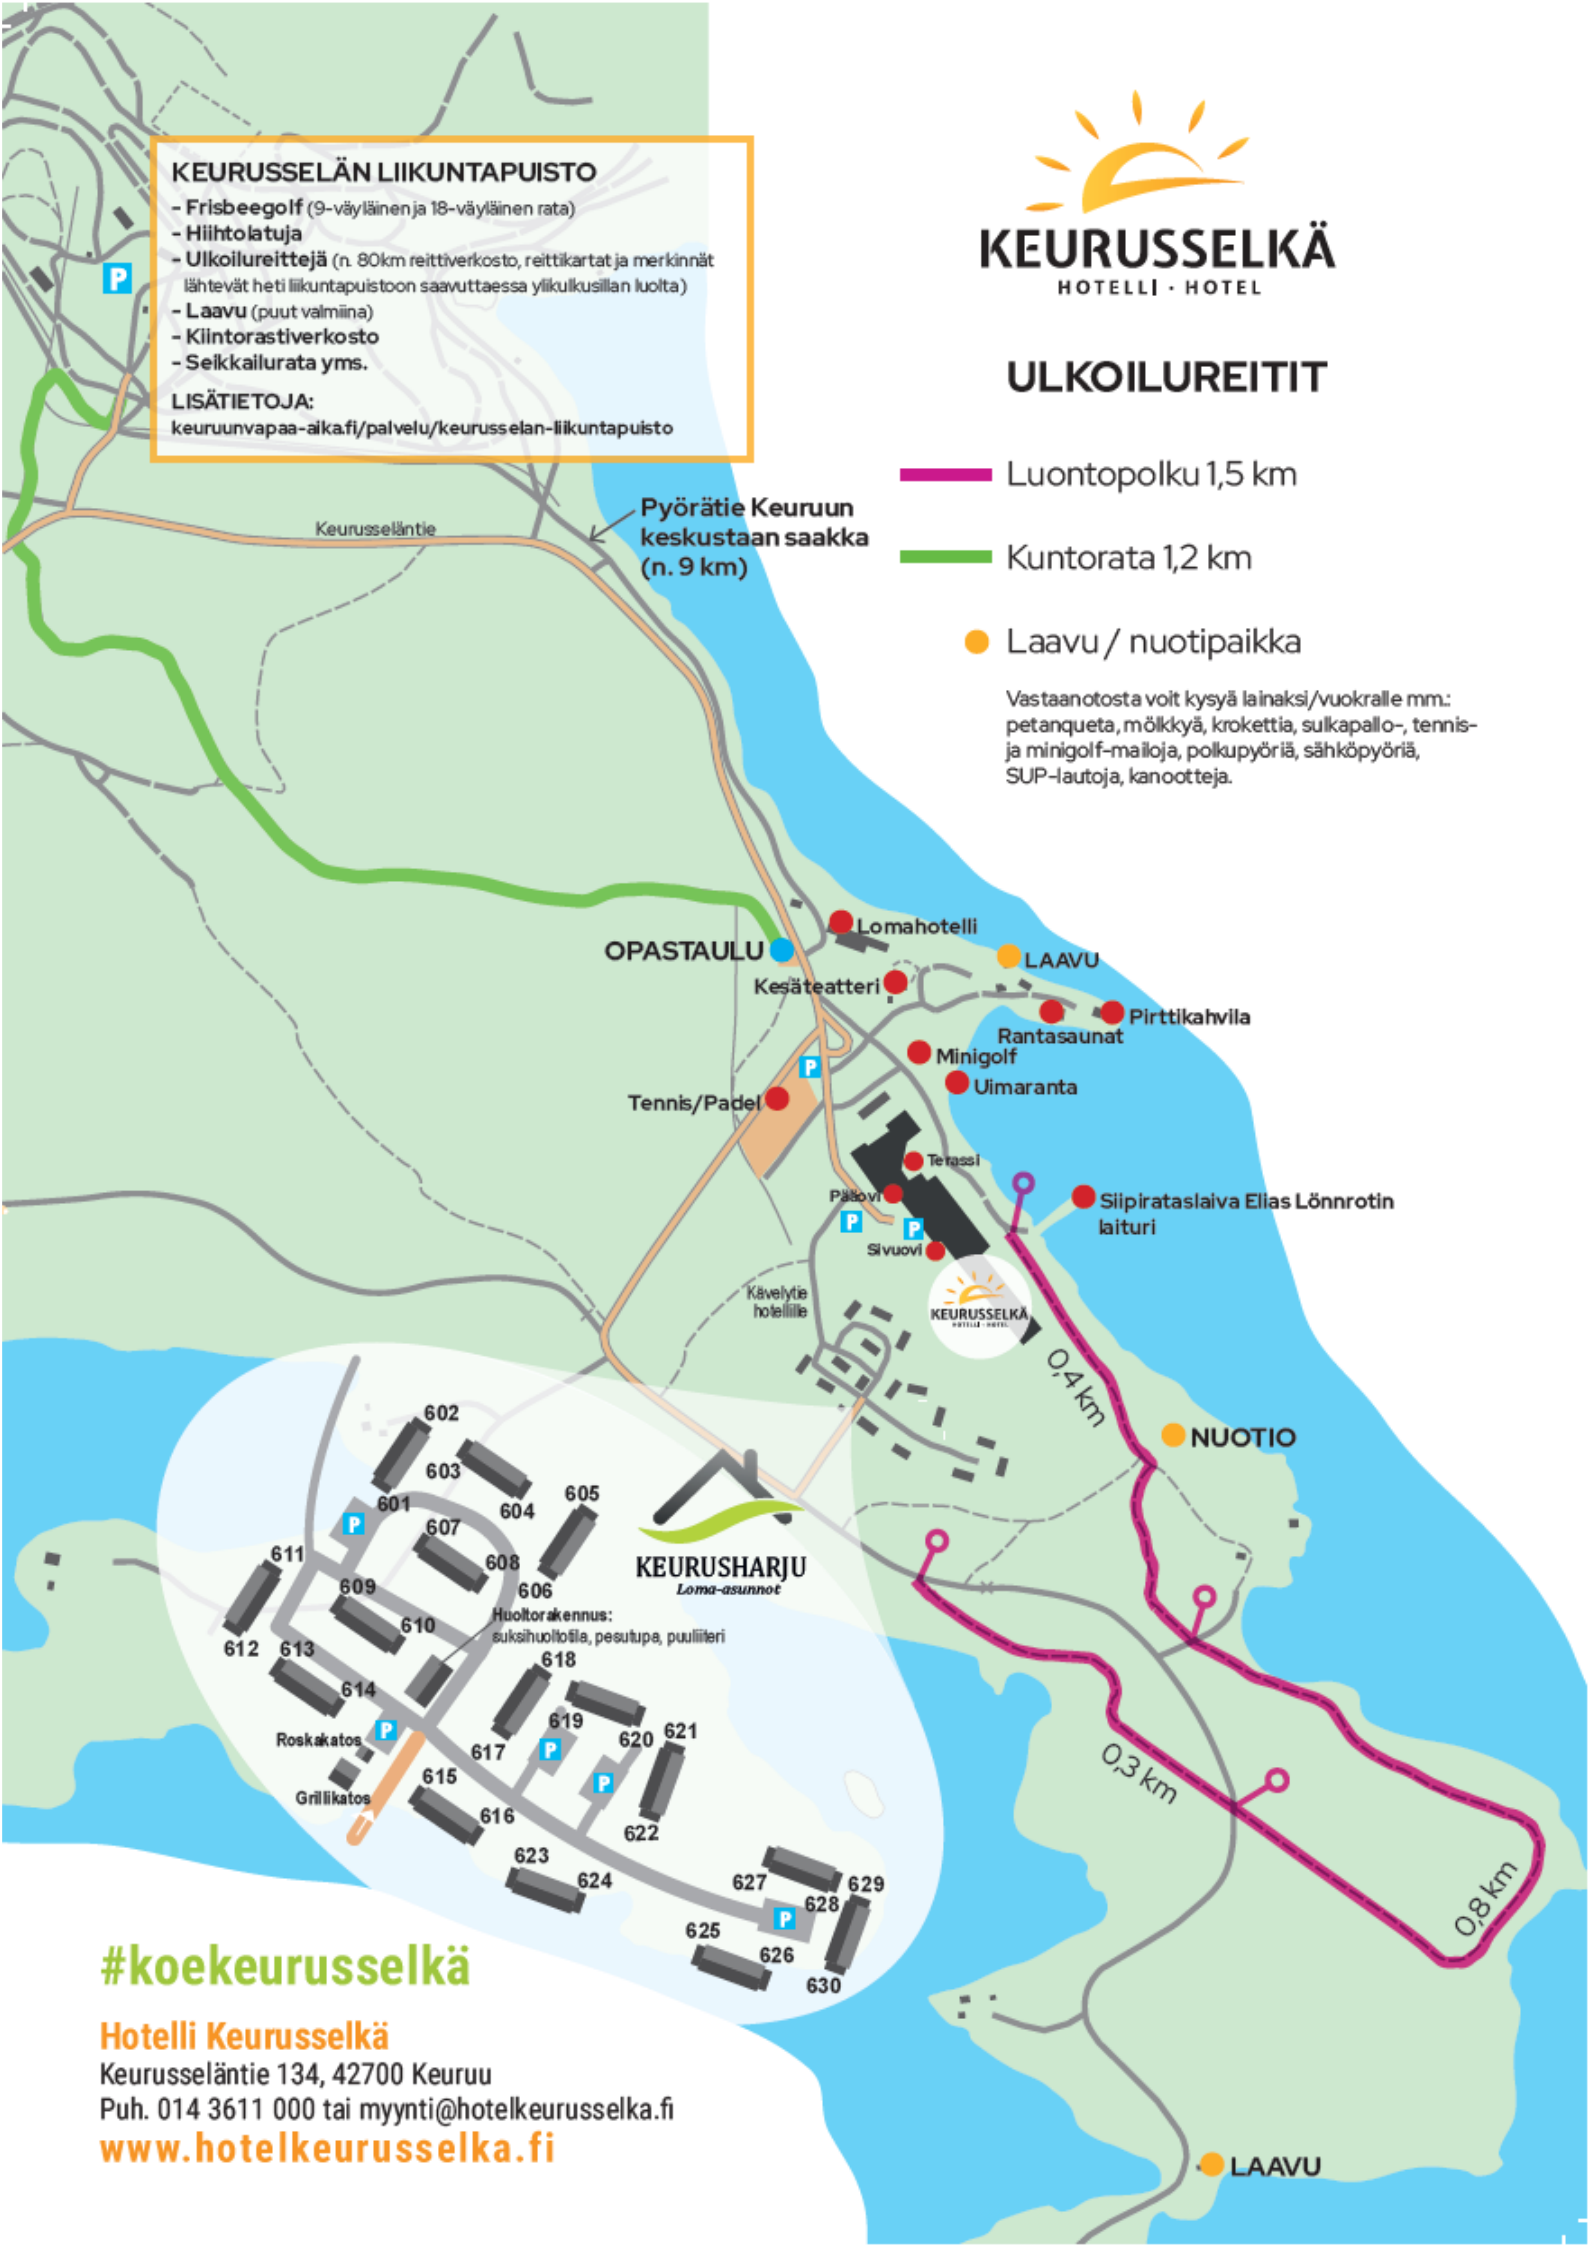 KEURUSSELÄN LIIKUNTAPUISTO
- Frisbeegolf (9-väyläinen ja 18-väyläinen rata)
- Hiihtolatuja
- Ulkoilureittejä (n. 80km reittiverkosto, reittikartat ja merkinnät
lähtevät heti liikuntapuistoon saavuttaessa ylikulkusillan luolta)
- Laavu (puut valmiina)
- Kiintorastiverkosto
- Seikkailurata yms.
LISÄTIETOJA:
keuruunvapaa-aika.fi/palvelu/keurusselan-liikuntapuisto
P
KEURUSSELKÄ
HOTELLI · HOTEL
ULKOILUREITIT
Luontopolku 1,5 km
Kuntorata 1,2 km
Laavu / nuotipaikka
Vastaanotosta voit kysyä lainaksi/vuokralle mm.:
petanqueta, mölkkyä, krokettia, sulkapallo-, tennis-
ja minigolf-mailoja, polkupyöriä, sähköpyöriä,
SUP-lautoja, kanootteja.
Keurusseläntie
Pyörätie Keuruun
keskustaan saakka
(n. 9 km)
Lomahotelli
OPASTAULU
LAAVU
Kesäteatteri
Pirttikahvila
Rantasaunat
Minigolf
P
Uimaranta
Tennis/Padel
Terassi
Pääovi
Siipirataslaiva Elias Lönnrotin
laituri
P
P
Sivuovi
Kävelytie
hotellille
KEURUSSELKÄ
HOTELLI · HOTEL
0,4 km
NUOTIO
602
603
601
604
605
P
607
608
606
611
609
610
612
613
614
KEURUSHARJU
Loma-asunnot
Huoltorakennus:
suksihuoltotila, pesutupa, puuliiteri
618
619
617
620
621
P
P
P
Roskakatos
Grillikatos
615
616
622
623
624
627
628
629
P
625
626
630
0,3 km
0,8 km
#koekeurusselkä
Hotelli Keurusselkä
Keurusseläntie 134, 42700 Keuruu
Puh. 014 3611 000 tai myynti@hotelkeurusselka.fi
www.hotelkeurusselka.fi
LAAVU